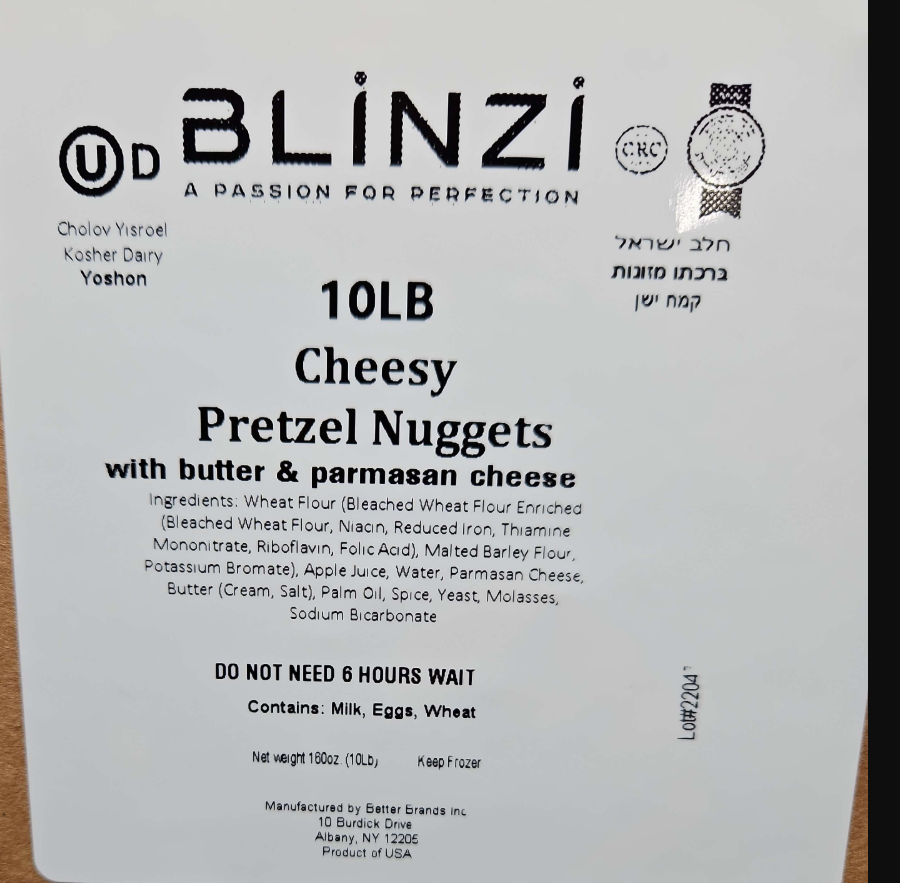 BLiNZi
A PASSION FOR PERFECTION
U D
CRC
Cholov Yisroel
Kosher Dairy
Yoshon
חלב ישראל
ברכתו מזונות
קמח ישן
10LB
Cheesy
Pretzel Nuggets
with butter & parmasan cheese
Ingredients: Wheat Flour (Bleached Wheat Flour Enriched
(Bleached Wheat Flour, Niacin, Reduced Iron, Thiamine
Mononitrate, Riboflavin, Folic Acid), Malted Barley Flour,
Potassium Bromate), Apple Juice, Water, Parmasan Cheese,
Butter (Cream, Salt), Palm Oil, Spice, Yeast, Molasses,
Sodium Bicarbonate
DO NOT NEED 6 HOURS WAIT
Contains: Milk, Eggs, Wheat
Net weight 160oz. (10Lb) Keep Frozen
Lot#2204
Manufactured by Better Brands Inc
10 Burdick Drive
Albany, NY 12205
Product of USA